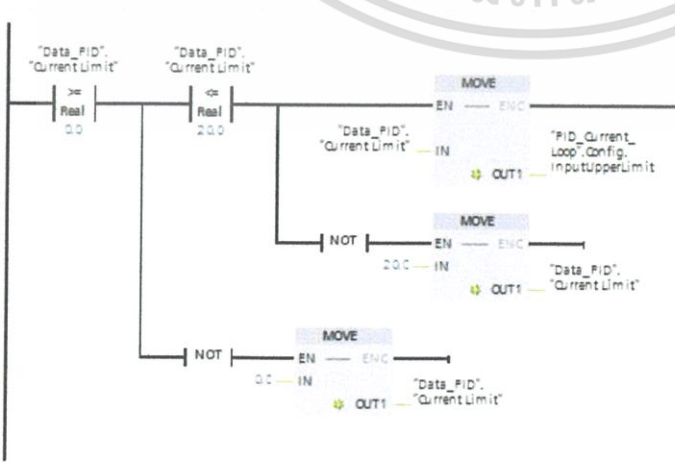 "Data_PID".
"Current Limit"
"Data_PID".
"Current Limit"
>=
Real
0.0
<=
Real
20.0
MOVE
EN
ENO
"Data_PID".
"Current Limit"
IN
OUT1
"PID_Current_
Loop".Config.
InputUpperLimit
NOT
MOVE
EN
ENO
20.0
IN
OUT1
"Data_PID".
"Current Limit"
NOT
MOVE
EN
ENO
0.0
IN
OUT1
"Data_PID".
"Current Limit"